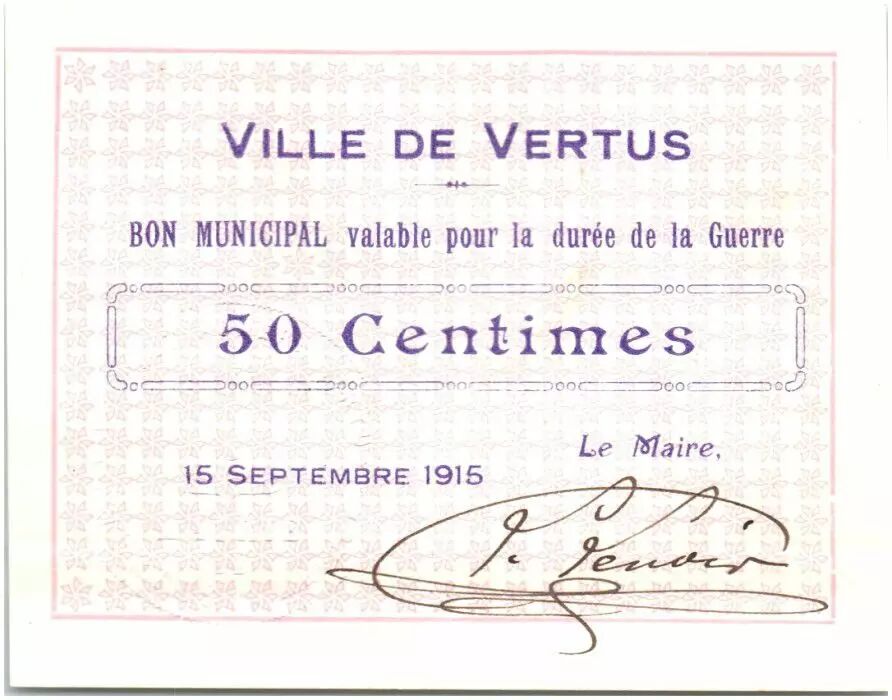 VILLE DE VERTUS
BON MUNICIPAL valable pour la durée de la Guerre
50 Centimes
Le Maire,
15 SEPTEMBRE 1915